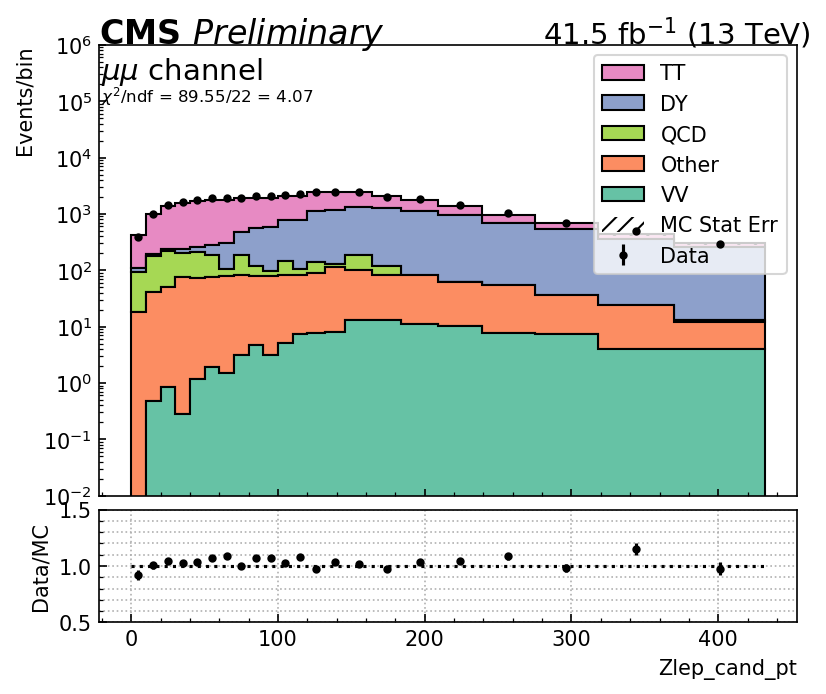 CMS Preliminary 41.5 fb⁻¹ (13 TeV)
μμ channel
χ²/ndf = 89.55/22 = 4.07
Events/bin
10⁶
10⁵
10⁴
10³
10²
10¹
10⁰
10⁻¹
10⁻²
TT
DY
QCD
Other
VV
MC Stat Err
Data
Data/MC
1.5
1.0
0.5
0 100 200 300 400
Zlep_cand_pt